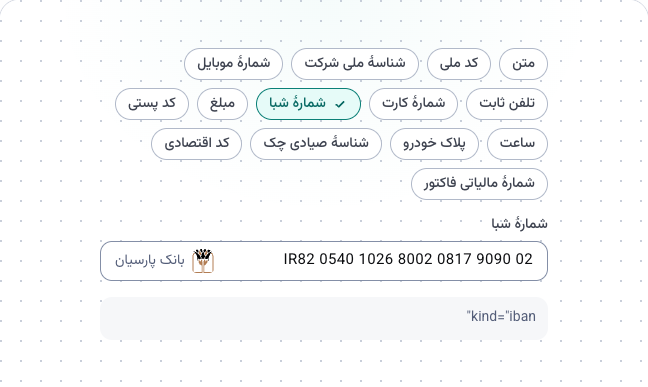 متن کد ملی شناسهٔ ملی شرکت شمارهٔ موبایل
تلفن ثابت شمارهٔ کارت شمارهٔ شبا مبلغ کد پستی
ساعت پلاک خودرو شناسهٔ صیادی چک کد اقتصادی
شمارهٔ مالیاتی فاکتور
شمارهٔ شبا
IR82 0540 1026 8002 0817 9090 02 بانک پارسیان
"kind="iban